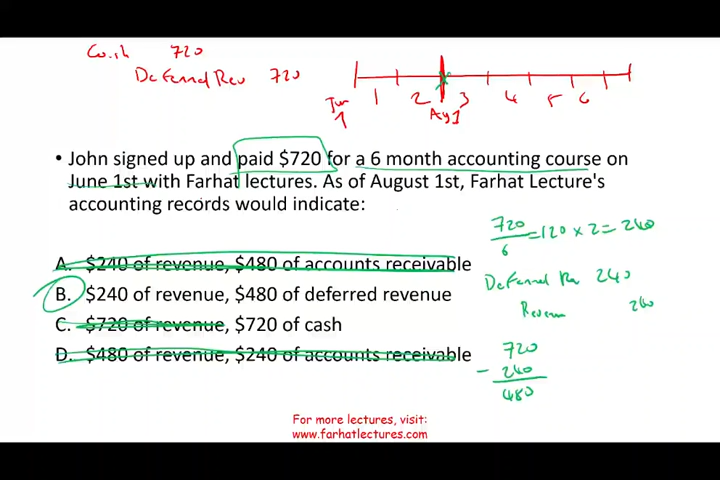 Cash 720
Deferred Rev 720
1 2 3 4 5 6
Jun
1
Aug 1
• John signed up and paid $720 for a 6 month accounting course on
June 1st with Farhat lectures. As of August 1st, Farhat Lecture's
accounting records would indicate:
720
6
=120 × 2 = 240
A. $240 of revenue, $480 of accounts receivable
Deferred Rev 240
B. $240 of revenue, $480 of deferred revenue
Revenue 240
C. $720 of revenue, $720 of cash
D. $480 of revenue, $240 of accounts receivable
720
- 240
480
For more lectures, visit:
www.farhatlectures.com